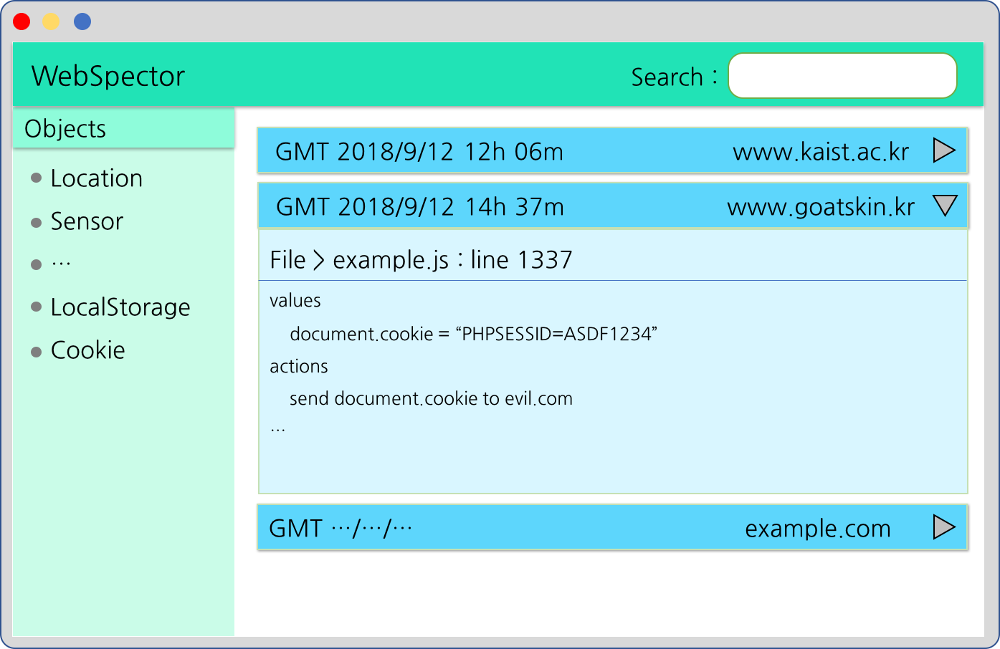 WebSpector
Search :
Objects
Location
Sensor
…
LocalStorage
Cookie
GMT 2018/9/12 12h 06m www.kaist.ac.kr
GMT 2018/9/12 14h 37m www.goatskin.kr
File > example.js : line 1337
values
document.cookie = “PHPSESSID=ASDF1234”
actions
send document.cookie to evil.com
…
GMT …/…/… example.com